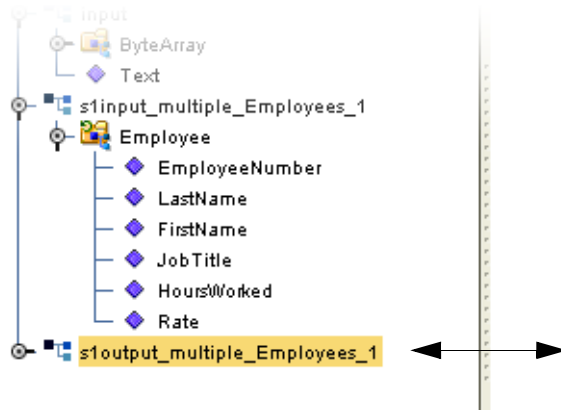 input
ByteArray
Text
s1input_multiple_Employees_1
Employee
EmployeeNumber
LastName
FirstName
JobTitle
HoursWorked
Rate
s1output_multiple_Employees_1